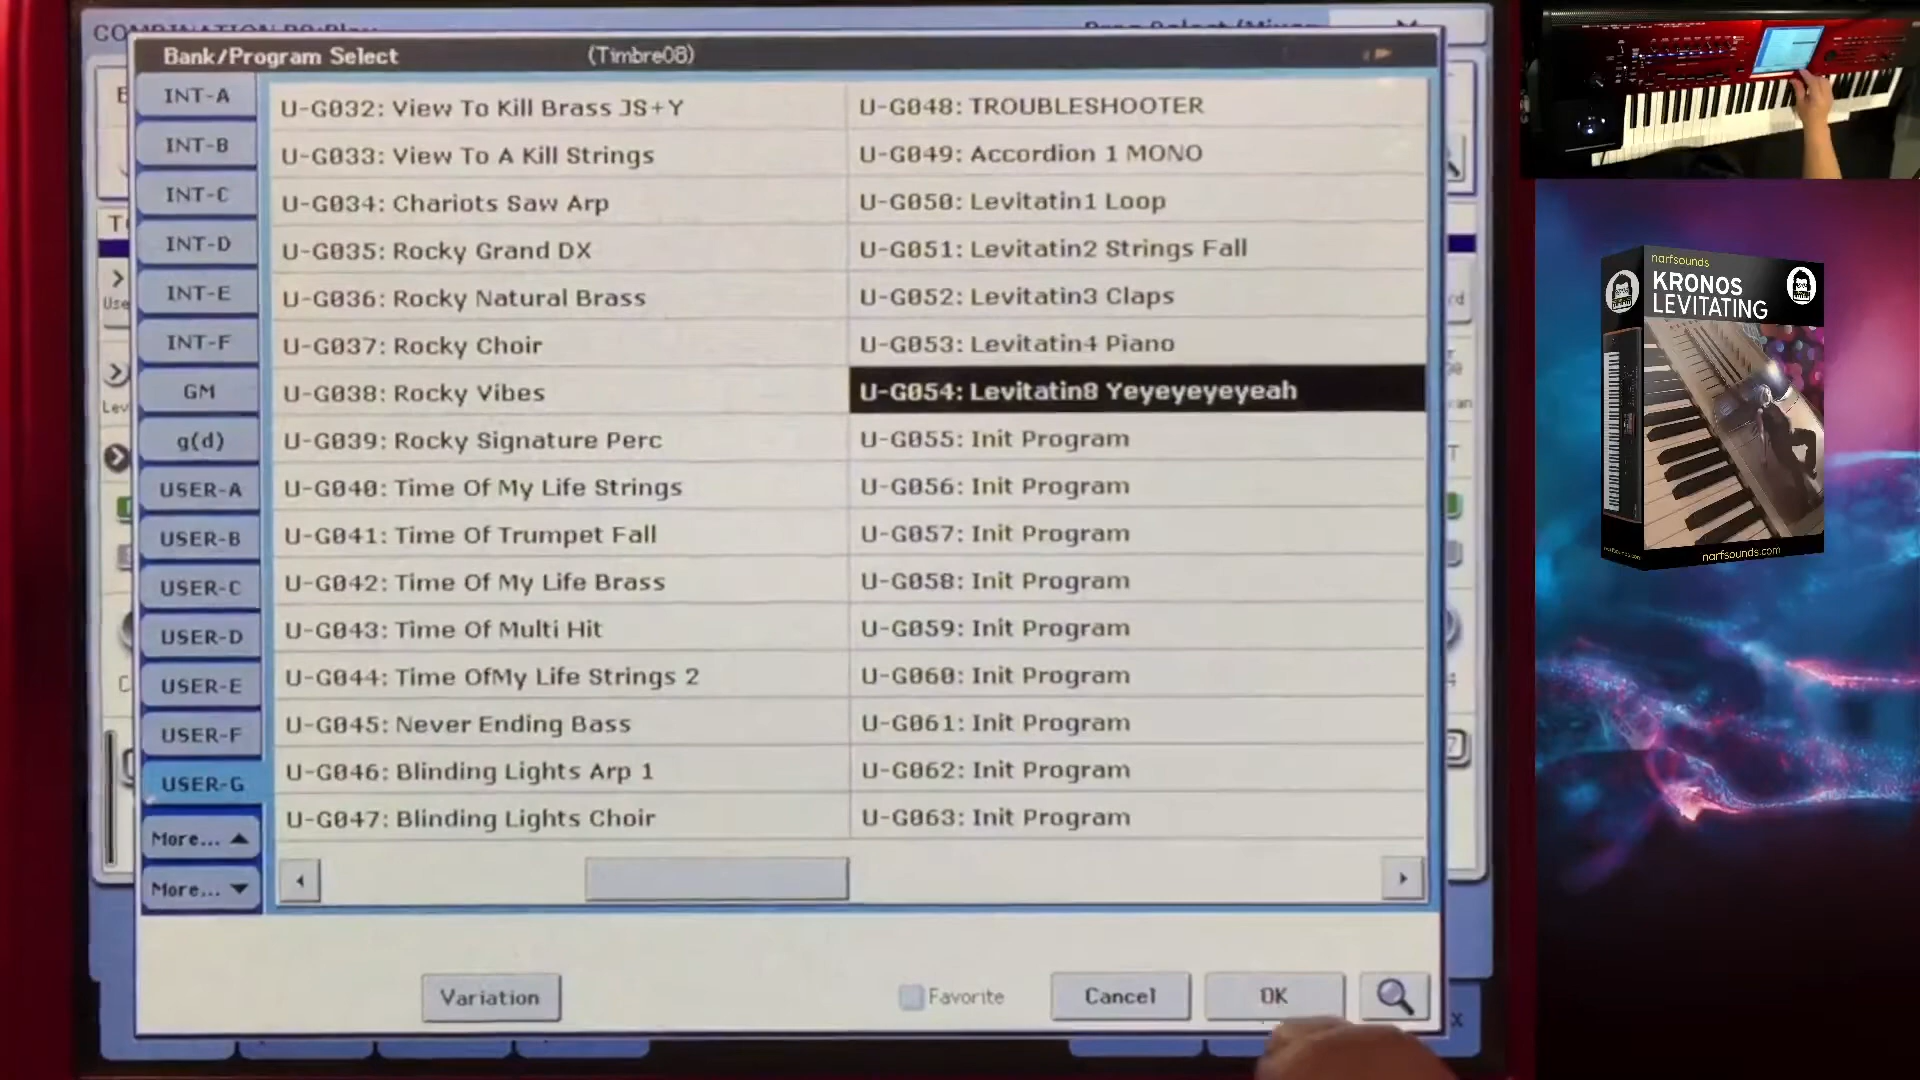 Bank/Program Select (Timbre08)
INT-A
INT-B
INT-C
INT-D
INT-E
INT-F
GM
g(d)
USER-A
USER-B
USER-C
USER-D
USER-E
USER-F
USER-G
More...
More...
U-G032: View To Kill Brass JS+Y
U-G033: View To A Kill Strings
U-G034: Chariots Saw Arp
U-G035: Rocky Grand DX
U-G036: Rocky Natural Brass
U-G037: Rocky Choir
U-G038: Rocky Vibes
U-G039: Rocky Signature Perc
U-G040: Time Of My Life Strings
U-G041: Time Of Trumpet Fall
U-G042: Time Of My Life Brass
U-G043: Time Of Multi Hit
U-G044: Time OfMy Life Strings 2
U-G045: Never Ending Bass
U-G046: Blinding Lights Arp 1
U-G047: Blinding Lights Choir
U-G048: TROUBLESHOOTER
U-G049: Accordion 1 MONO
U-G050: Levitatin1 Loop
U-G051: Levitatin2 Strings Fall
U-G052: Levitatin3 Claps
U-G053: Levitatin4 Piano
U-G054: Levitatin8 Yeyeyeyeyeah
U-G055: Init Program
U-G056: Init Program
U-G057: Init Program
U-G058: Init Program
U-G059: Init Program
U-G060: Init Program
U-G061: Init Program
U-G062: Init Program
U-G063: Init Program
Variation
Favorite
Cancel
OK
narfsounds
KRONOS
LEVITATING
narfsounds.com